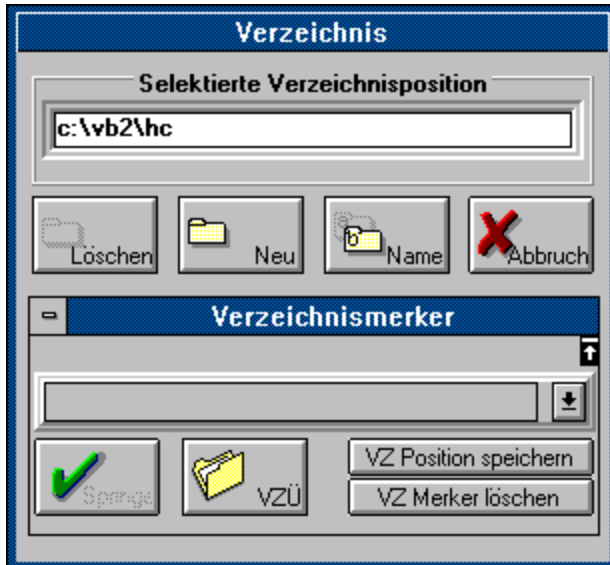 Verzeichnis
Selektierte Verzeichnisposition
c:\vb2\hc
Löschen Neu Name Abbruch
Verzeichnismerker
VZ Position speichern
Springe VZÜ
VZ Merker löschen